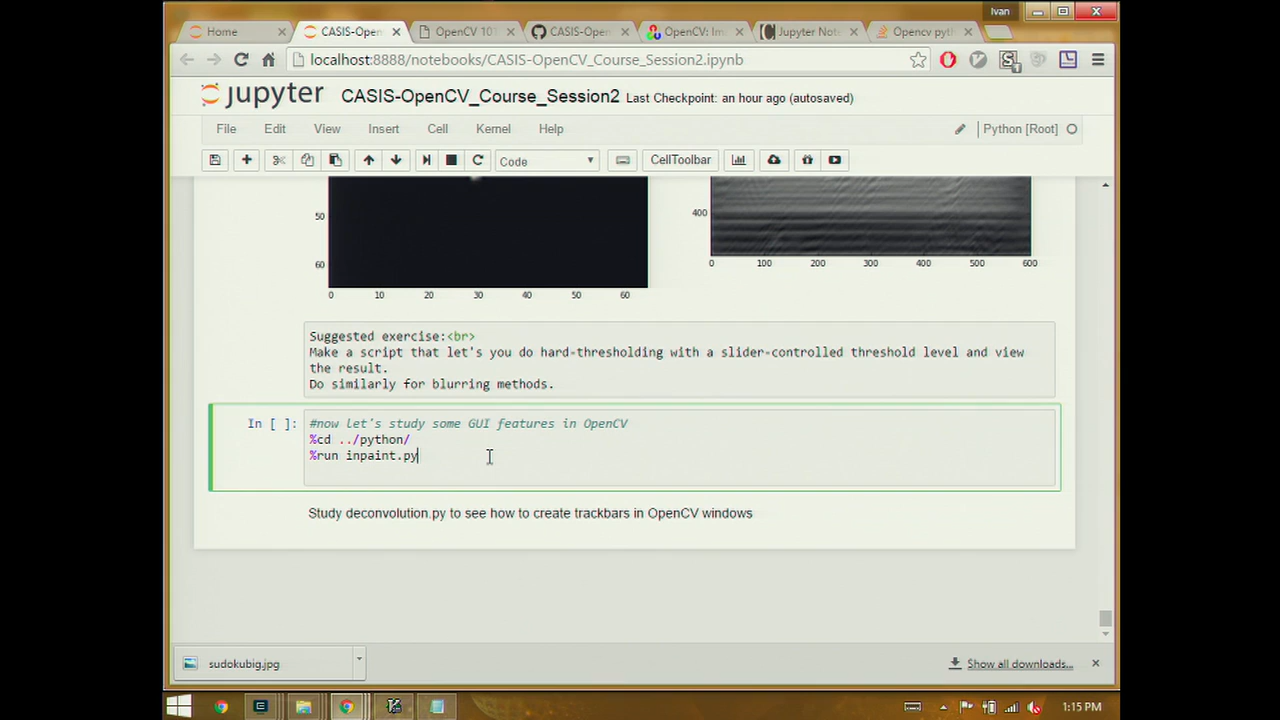 Ivan
Home
CASIS-Open
OpenCV 101
CASIS-Open
OpenCV: Im
Jupyter Not
Opencv pyth
localhost:8888/notebooks/CASIS-OpenCV_Course_Session2.ipynb
jupyter CASIS-OpenCV_Course_Session2 Last Checkpoint: an hour ago (autosaved)
File Edit View Insert Cell Kernel Help Python [Root]
Code CellToolbar
50
60
0 10 20 30 40 50 60
400
0 100 200 300 400 500 600
Suggested exercise:<br>
Make a script that let's you do hard-thresholding with a slider-controlled threshold level and view
the result.
Do similarly for blurring methods.
In [ ]:
#now let's study some GUI features in OpenCV
%cd ../python/
%run inpaint.py
Study deconvolution.py to see how to create trackbars in OpenCV windows
sudokubig.jpg
Show all downloads...
1:15 PM